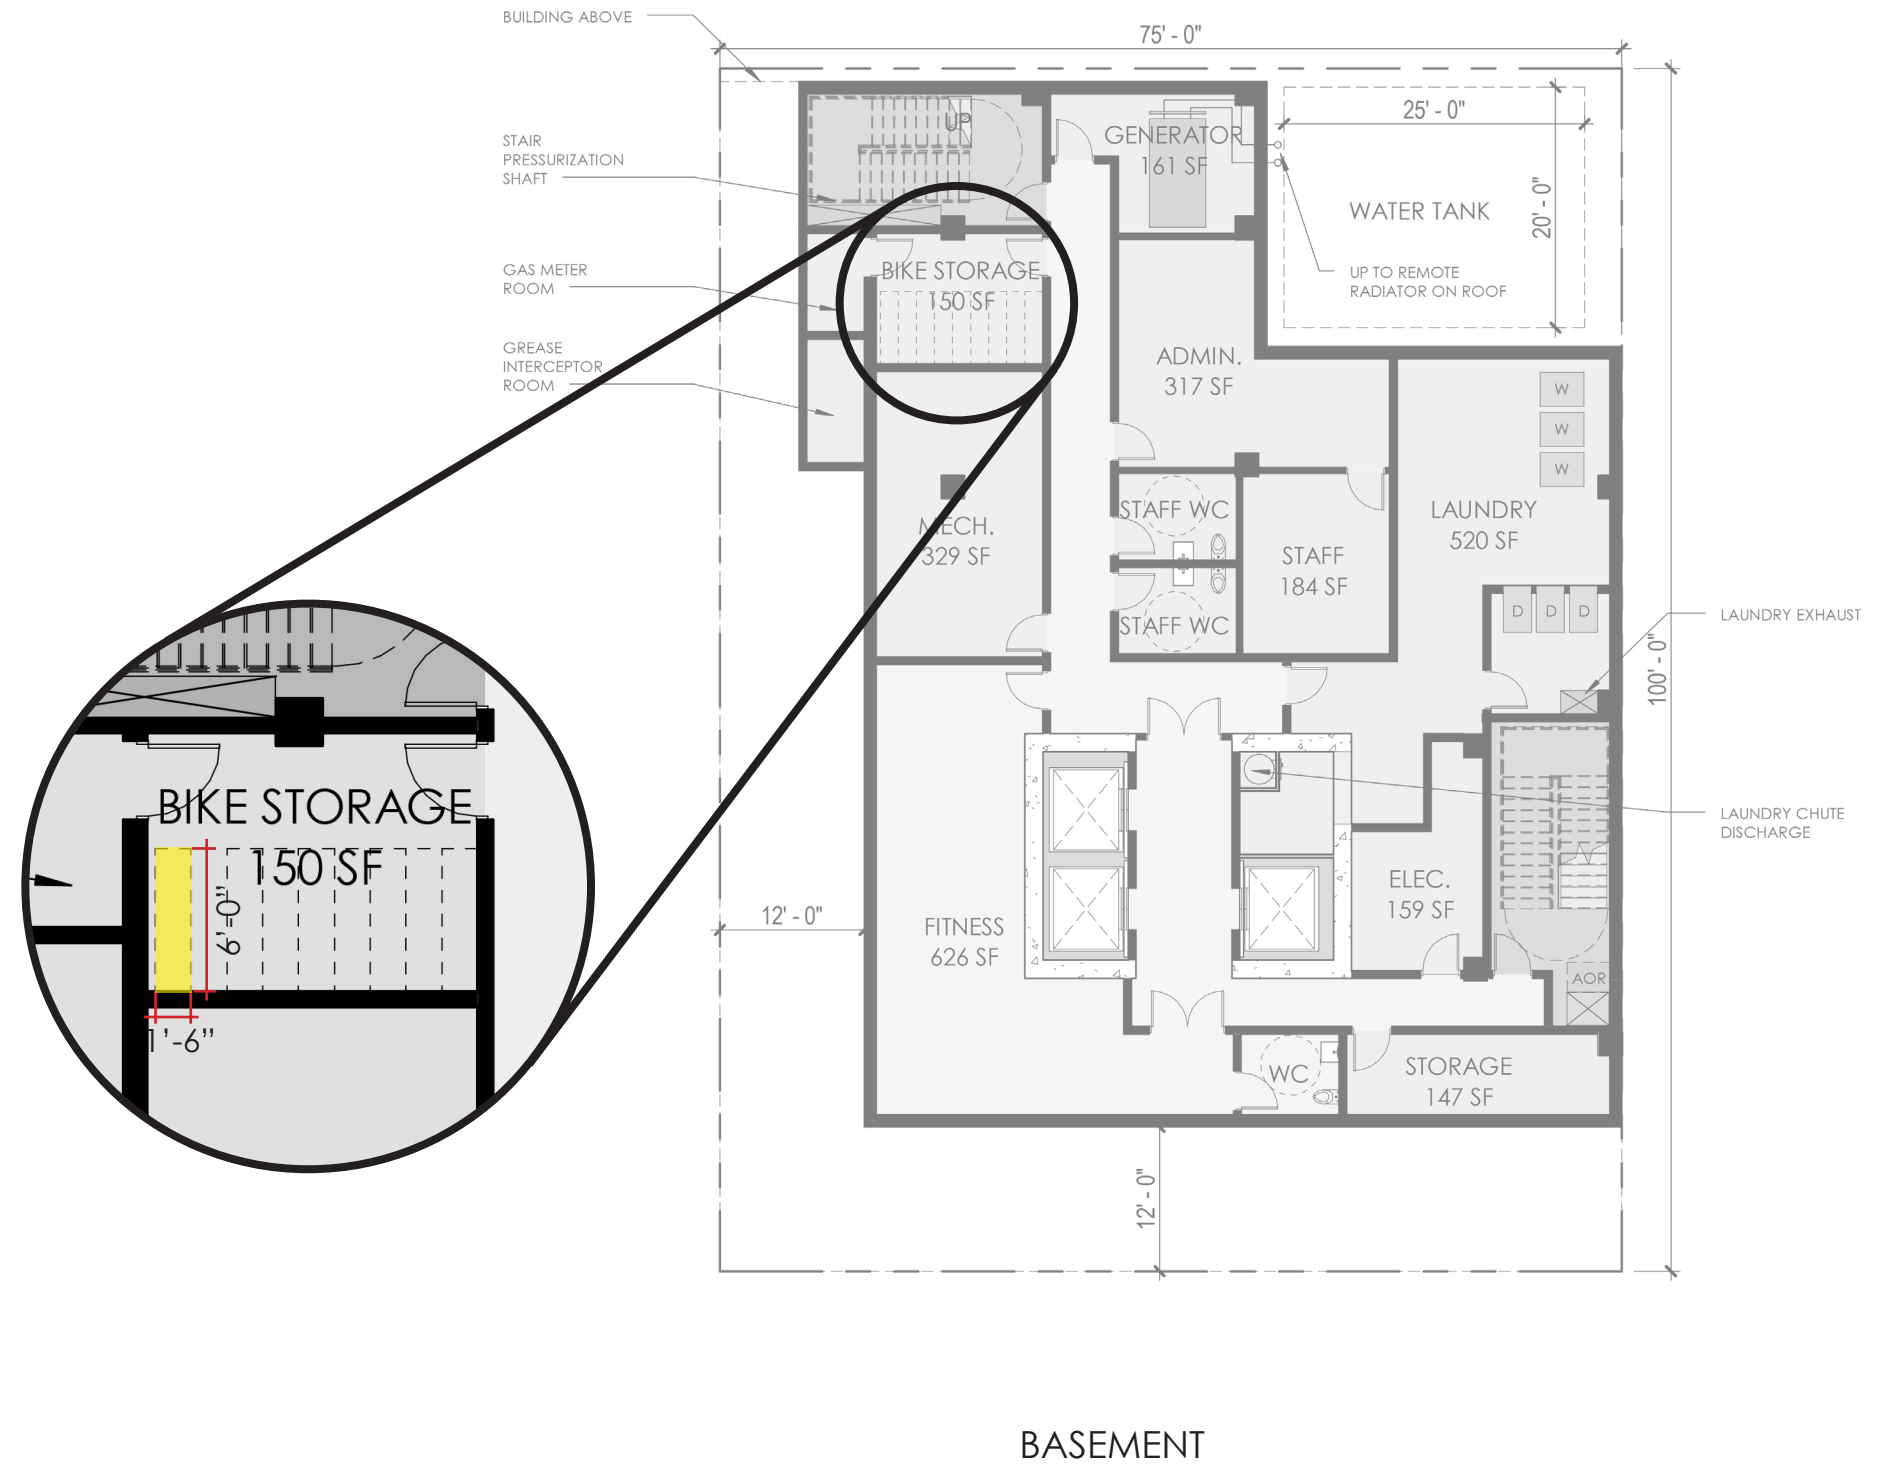 BUILDING ABOVE
75' - 0"
STAIR
PRESSURIZATION
SHAFT
UP
GENERATOR
161 SF
25' - 0"
20' - 0"
WATER TANK
GAS METER
ROOM
BIKE STORAGE
150 SF
UP TO REMOTE
RADIATOR ON ROOF
GREASE
INTERCEPTOR
ROOM
ADMIN.
317 SF
W
W
W
STAFF WC
LAUNDRY
520 SF
MECH.
329 SF
STAFF
184 SF
STAFF WC
D
D
D
LAUNDRY EXHAUST
100' - 0"
BIKE STORAGE
150 SF
6'-0"
1'-6"
LAUNDRY CHUTE
DISCHARGE
12' - 0"
FITNESS
626 SF
ELEC.
159 SF
AOR
WC
STORAGE
147 SF
12' - 0"
BASEMENT